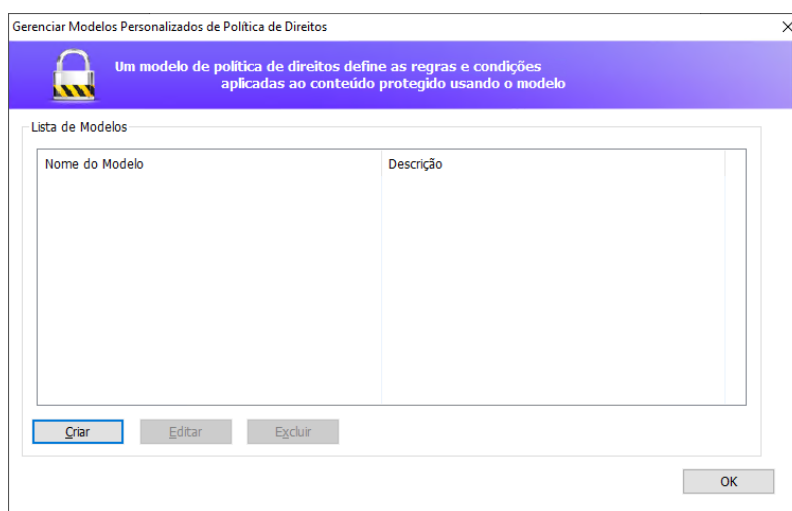 Gerenciar Modelos Personalizados de Política de Direitos
Um modelo de política de direitos define as regras e condições
aplicadas ao conteúdo protegido usando o modelo
Lista de Modelos
Nome do Modelo Descrição
Criar Editar Excluir
OK